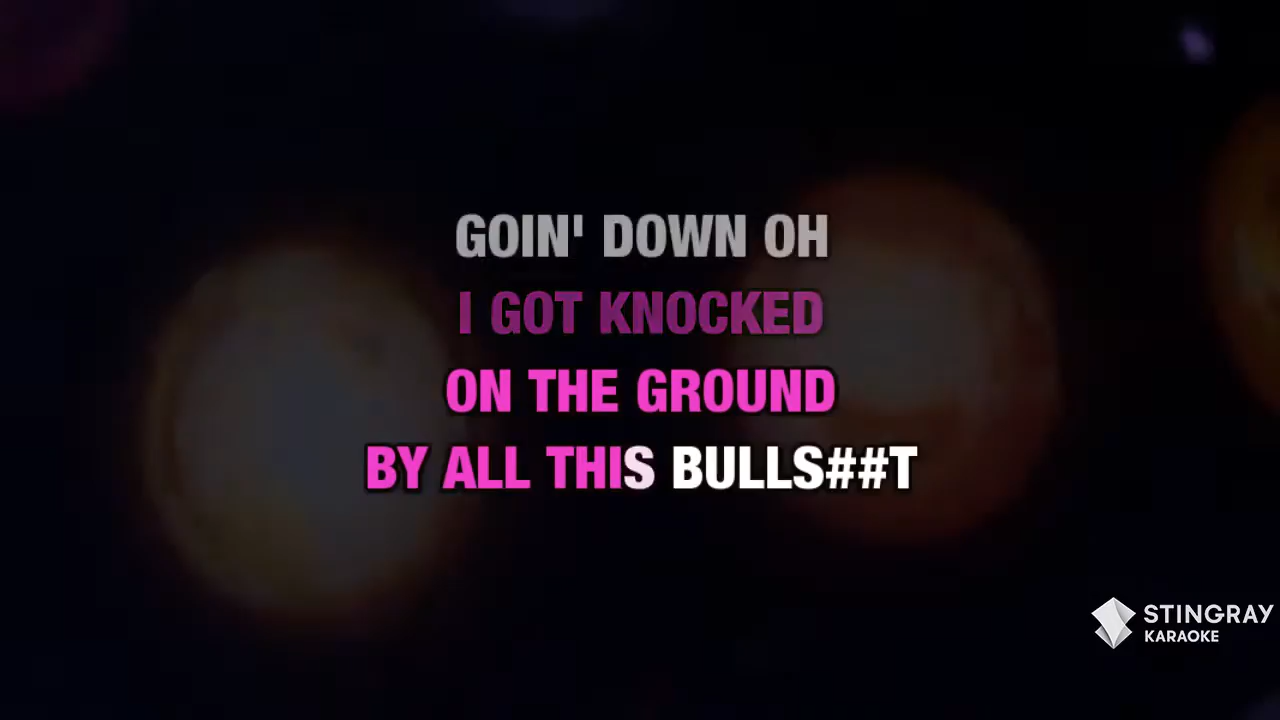 GOIN' DOWN OH
I GOT KNOCKED
ON THE GROUND
BY ALL THIS BULLS##T
STINGRAY
KARAOKE